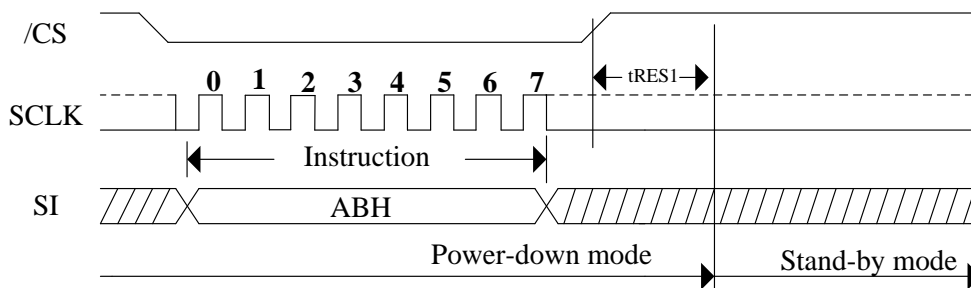 /CS
tRES1
0 1 2 3 4 5 6 7
SCLK
Instruction
SI
ABH
Power-down mode
Stand-by mode